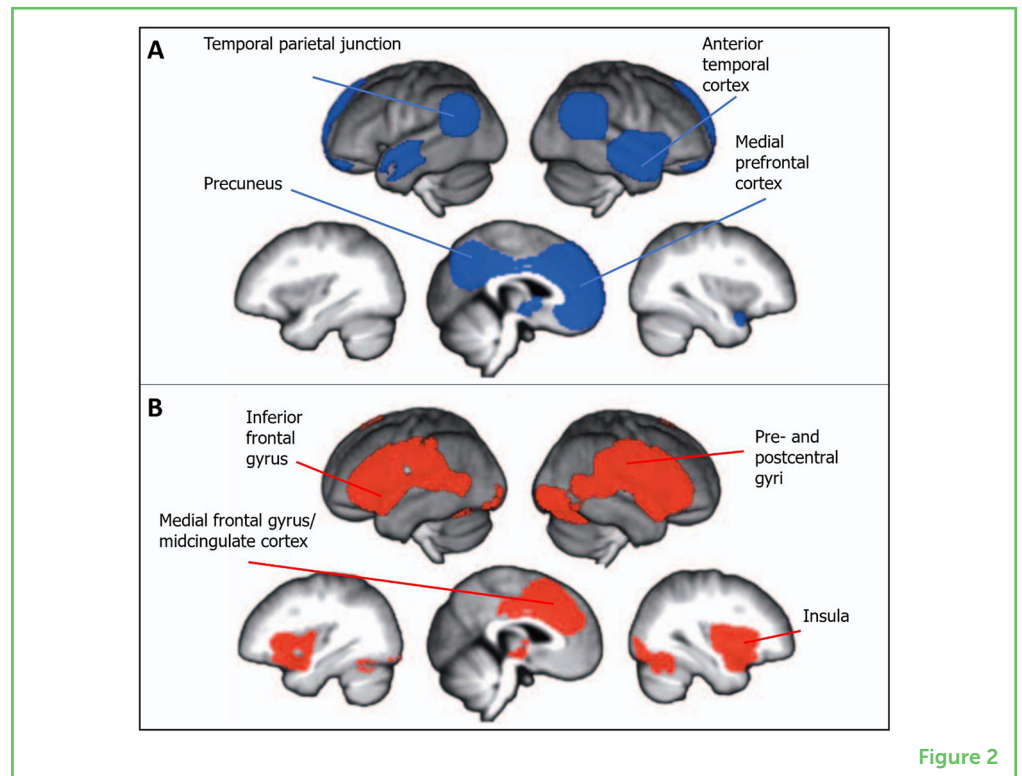 A
Temporal parietal junction
Anterior
temporal
cortex
Medial
prefrontal
cortex
Precuneus
B
Inferior
frontal
gyrus
Pre- and
postcentral
gyri
Medial frontal gyrus/
midcingulate cortex
Insula
Figure 2